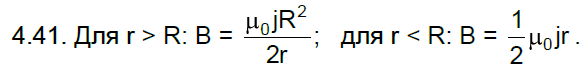 4.41. Для r > R: B = μ₀jR²/2r; для r < R: B = 1/2 μ₀jr.